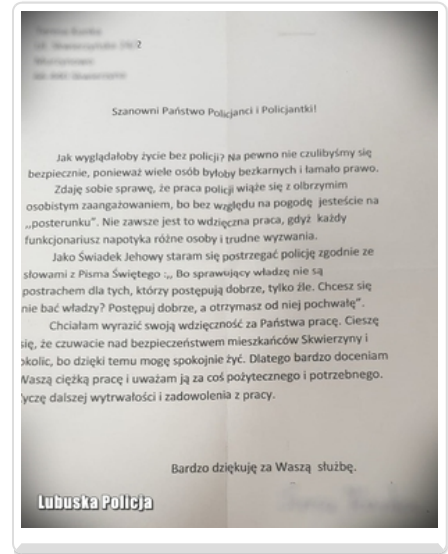 2
Szanowni Państwo Policjanci i Policjantki!
Jak wyglądałoby życie bez policji? Na pewno nie czulibyśmy się
bezpiecznie, ponieważ wiele osób byłoby bezkarnych i łamało prawo.
Zdaję sobie sprawę, że praca policji wiąże się z olbrzymim
osobistym zaangażowaniem, bo bez względu na pogodę jesteście na
„posterunku”. Nie zawsze jest to wdzięczna praca, gdyż każdy
funkcjonariusz napotyka różne osoby i trudne wyzwania.
Jako Świadek Jehowy staram się postrzegać policję zgodnie ze
słowami z Pisma Świętego :„ Bo sprawujący władzę nie są
postrachem dla tych, którzy postępują dobrze, tylko źle. Chcesz się
nie bać władzy? Postępuj dobrze, a otrzymasz od niej pochwałę”.
Chciałam wyrazić swoją wdzięczność za Państwa pracę. Cieszę
się, że czuwacie nad bezpieczeństwem mieszkańców Skwierzyny i
okolic, bo dzięki temu mogę spokojnie żyć. Dlatego bardzo doceniam
Waszą ciężką pracę i uważam ją za coś pożytecznego i potrzebnego.
Życzę dalszej wytrwałości i zadowolenia z pracy.
Bardzo dziękuję za Waszą służbę.
Lubuska Policja